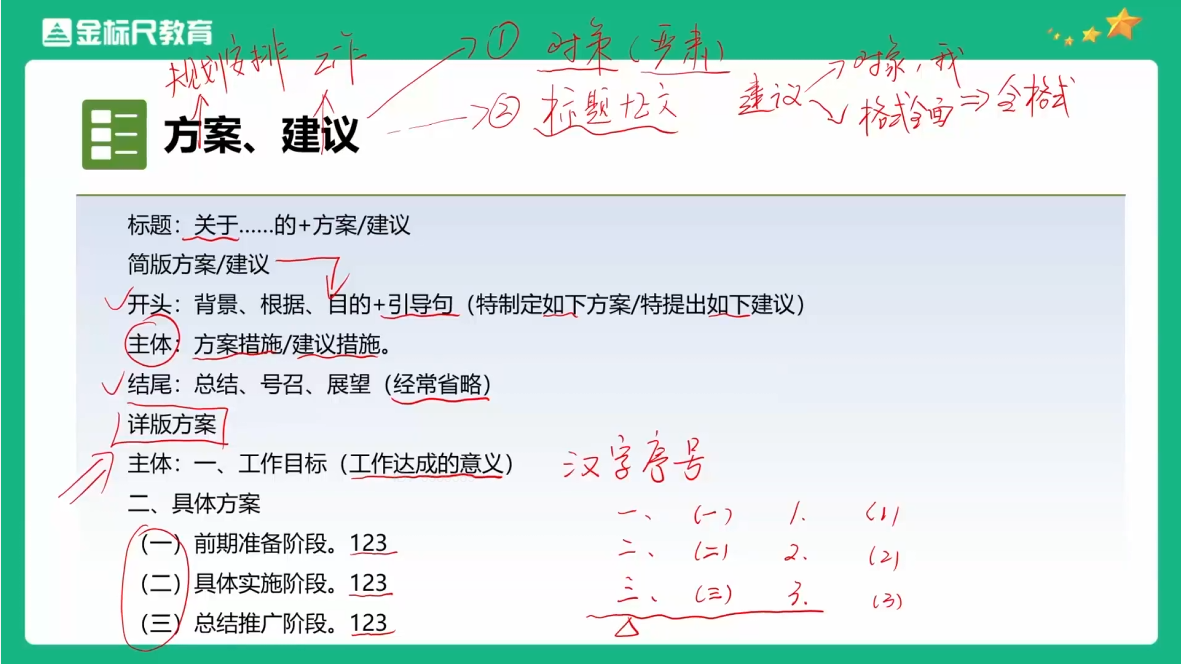 金标尺教育
规划安排 工作
① 对策（严肃）
② 标题+正文
建议 对象，我
格式全面 ⇒ 全格式
方案、建议
标题：关于……的+方案/建议
简版方案/建议
开头：背景、根据、目的+引导句（特制定如下方案/特提出如下建议）
主体：方案措施/建议措施。
结尾：总结、号召、展望（经常省略）
详版方案
主体：一、工作目标（工作达成的意义）
汉字序号
二、具体方案
（一）前期准备阶段。123
（二）具体实施阶段。123
（三）总结推广阶段。123
一、 （一） 1. （1）
二、 （二） 2. （2）
三、 （三） 3. （3）